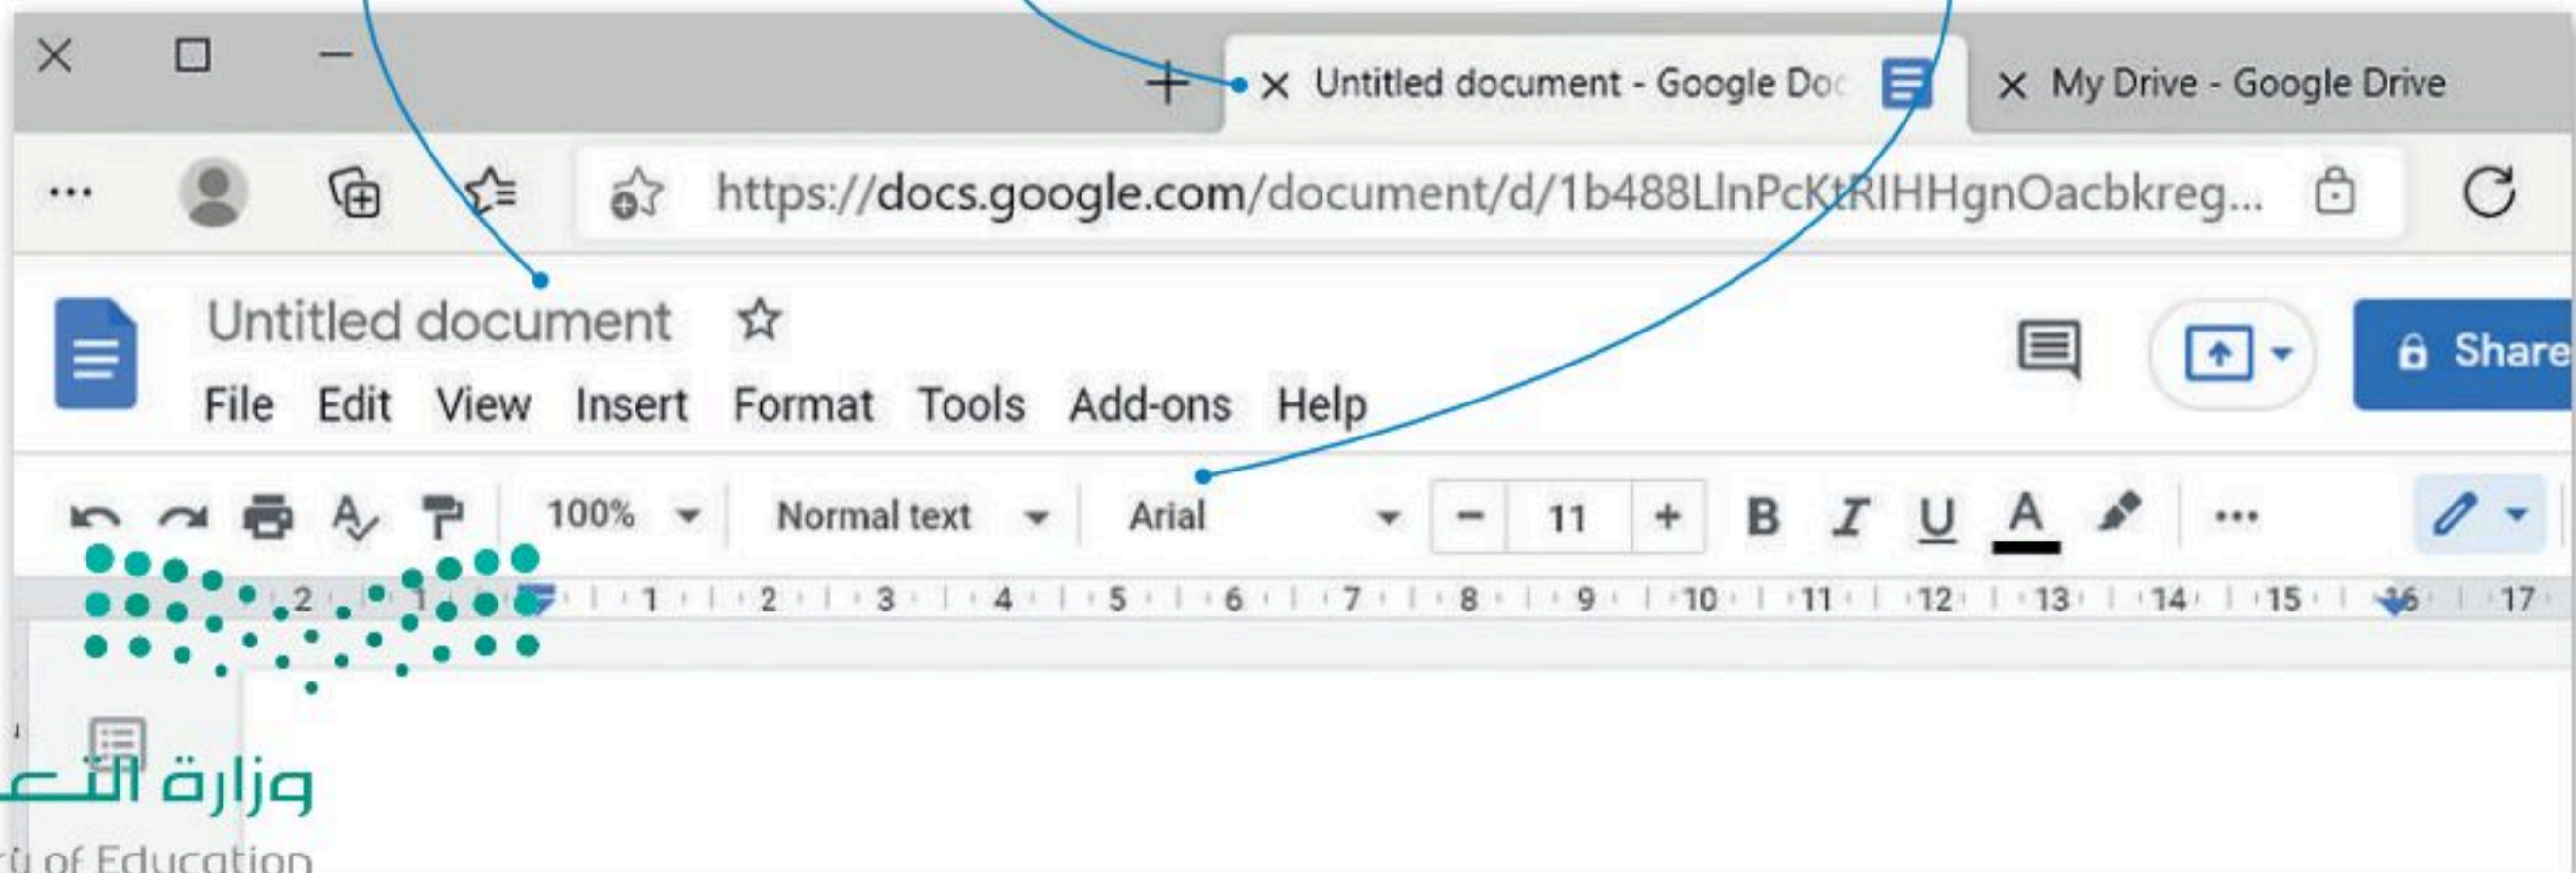 Untitled document - Google Doc
My Drive - Google Drive
https://docs.google.com/document/d/1b488LlnPcKtRIHHgnOacbkreg...
Untitled document
Share
File Edit View Insert Format Tools Add-ons Help
100% Normal text Arial - 11 + B I U A ...
2 1 1 2 3 4 5 6 7 8 9 10 11 12 13 14 15 16 17
وزارة
of Education